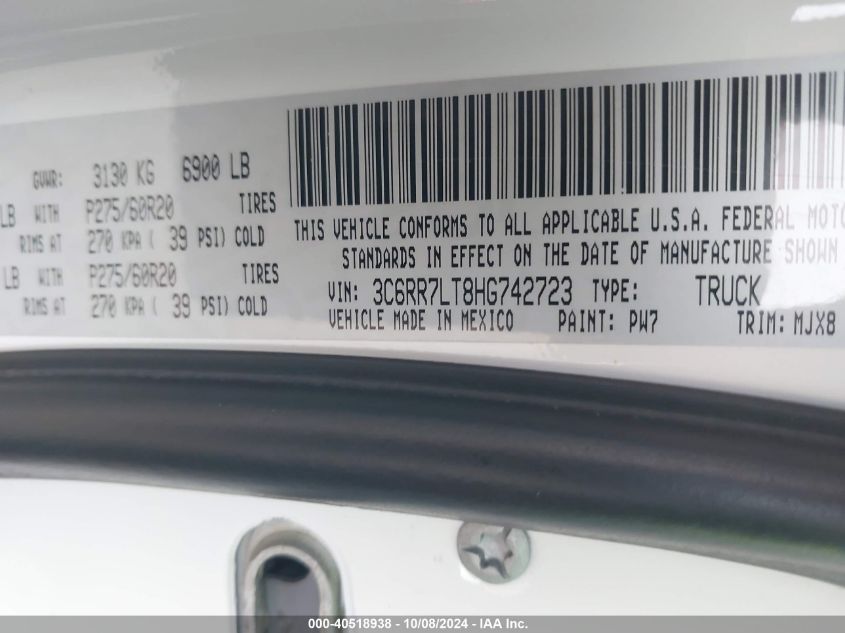 GVWR: 3130 KG 6900 LB
LB WITH P275/60R20 TIRES
RIMS AT 270 KPA ( 39 PSI) COLD
LB WITH P275/60R20 TIRES
RIMS AT 270 KPA ( 39 PSI) COLD
THIS VEHICLE CONFORMS TO ALL APPLICABLE U.S.A. FEDERAL MOTO
STANDARDS IN EFFECT ON THE DATE OF MANUFACTURE SHOWN
VIN: 3C6RR7LT8HG742723 TYPE: TRUCK
VEHICLE MADE IN MEXICO PAINT: PW7 TRIM: MJX8
000-40518938 - 10/08/2024 - IAA Inc.